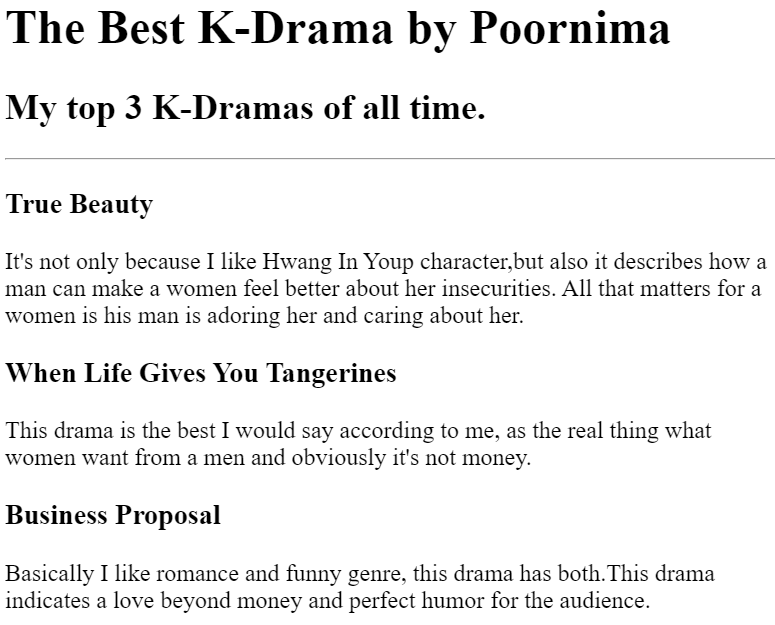 The Best K-Drama by Poornima
My top 3 K-Dramas of all time.
True Beauty
It's not only because I like Hwang In Youp character,but also it describes how a
man can make a women feel better about her insecurities. All that matters for a
women is his man is adoring her and caring about her.
When Life Gives You Tangerines
This drama is the best I would say according to me, as the real thing what
women want from a men and obviously it's not money.
Business Proposal
Basically I like romance and funny genre, this drama has both.This drama
indicates a love beyond money and perfect humor for the audience.